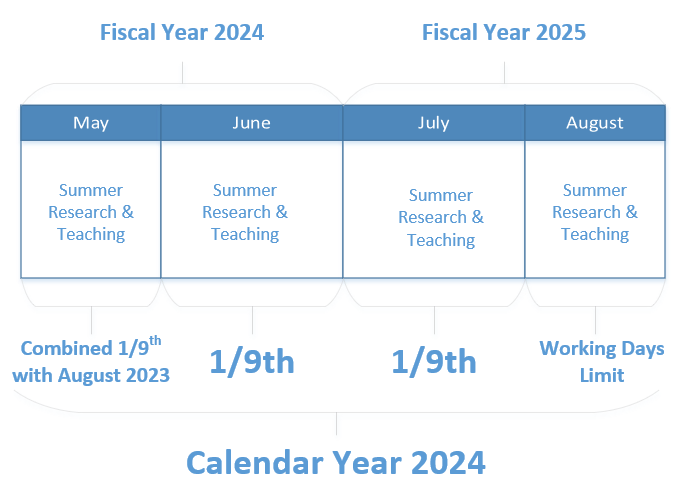 Fiscal Year 2024
Fiscal Year 2025
May
June
July
August
Summer
Research &
Teaching
Summer
Research &
Teaching
Summer
Research &
Teaching
Summer
Research &
Teaching
Combined 1/9th
with August 2023
1/9th
1/9th
Working Days
Limit
Calendar Year 2024